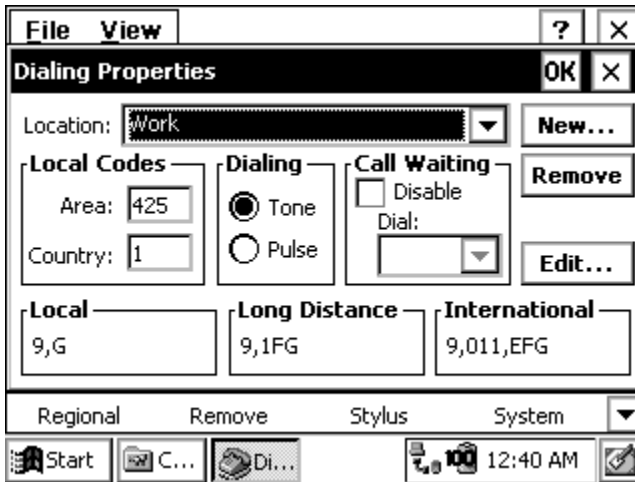 File View ? ×
Dialing Properties OK ×
Location: Work New...
Local Codes Dialing Call Waiting Remove
Area: 425 Tone Disable
Dial:
Country: 1 Pulse Edit...
Local Long Distance International
9,G 9,1FG 9,011,EFG
Regional Remove Stylus System
Start C... Di... 100 12:40 AM